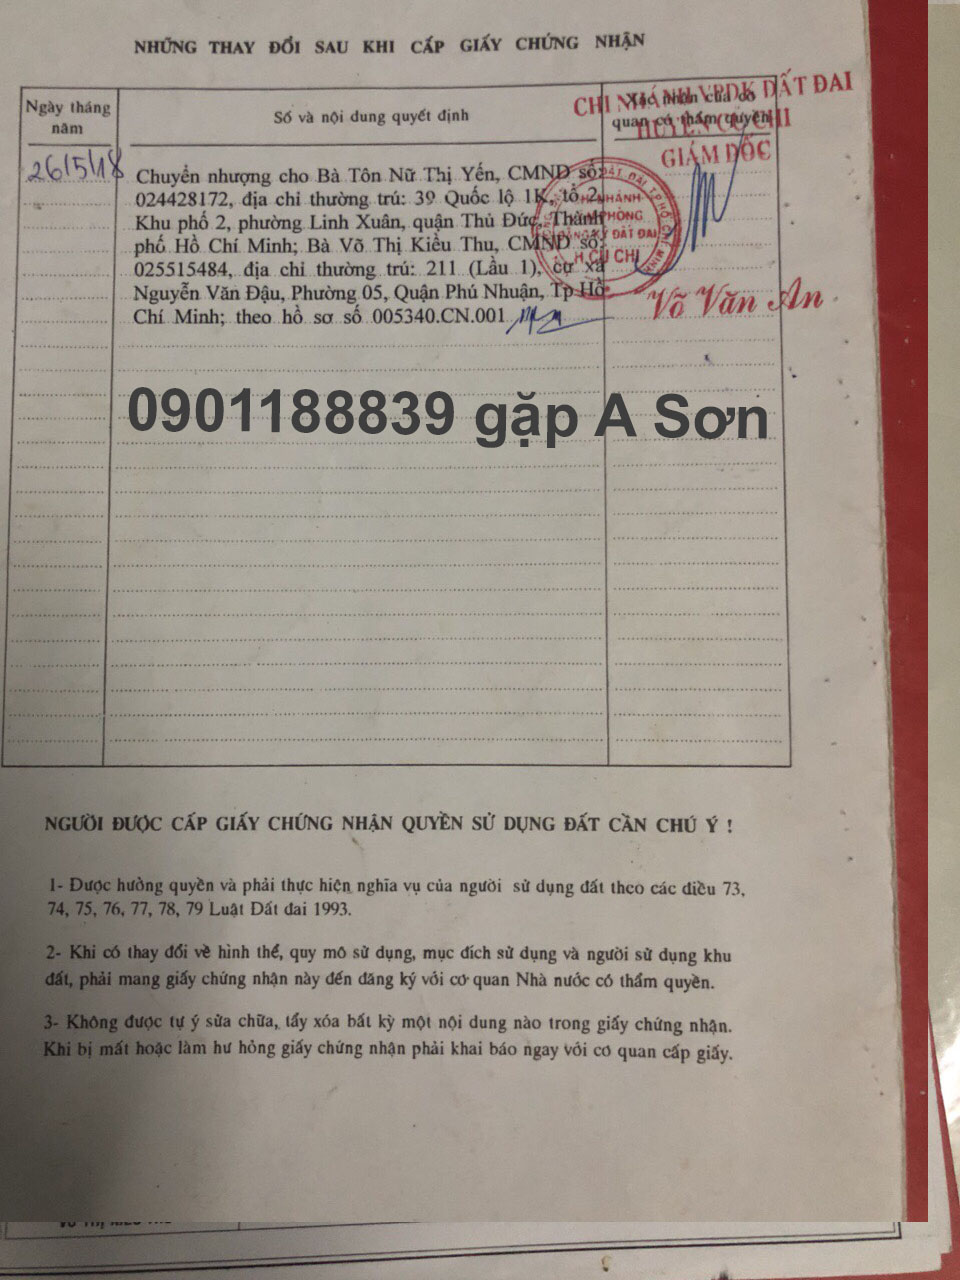 NHỮNG THAY ĐỔI SAU KHI CẤP GIẤY CHỨNG NHẬN
Ngày tháng năm
Số và nội dung quyết định
Xác nhận của cơ quan có thẩm quyền
CHI NHÁNH VPĐK ĐẤT ĐAI
HUYỆN CỦ CHI
GIÁM ĐỐC
26/5/18
Chuyển nhượng cho Bà Tôn Nữ Thị Yến, CMND số:
024428172, địa chỉ thường trú: 39 Quốc lộ 1K, tổ 2,
Khu phố 2, phường Linh Xuân, quận Thủ Đức, Thành
phố Hồ Chí Minh; Bà Võ Thị Kiều Thu, CMND số:
025515484, địa chỉ thường trú: 211 (Lầu 1), cư xá
Nguyễn Văn Đậu, Phường 05, Quận Phú Nhuận, Tp Hồ
Chí Minh; theo hồ sơ số 005340.CN.001
CHI NHÁNH
VĂN PHÒNG
ĐĂNG KÝ ĐẤT ĐAI
H.CỦ CHI
Võ Văn An
0901188839 gặp A Sơn
NGƯỜI ĐƯỢC CẤP GIẤY CHỨNG NHẬN QUYỀN SỬ DỤNG ĐẤT CẦN CHÚ Ý !
1- Được hưởng quyền và phải thực hiện nghĩa vụ của người sử dụng đất theo các điều 73,
74, 75, 76, 77, 78, 79 Luật Đất đai 1993.
2- Khi có thay đổi về hình thể, quy mô sử dụng, mục đích sử dụng và người sử dụng khu
đất, phải mang giấy chứng nhận này đến đăng ký với cơ quan Nhà nước có thẩm quyền.
3- Không được tự ý sửa chữa, tẩy xóa bất kỳ một nội dung nào trong giấy chứng nhận.
Khi bị mất hoặc làm hư hỏng giấy chứng nhận phải khai báo ngay với cơ quan cấp giấy.